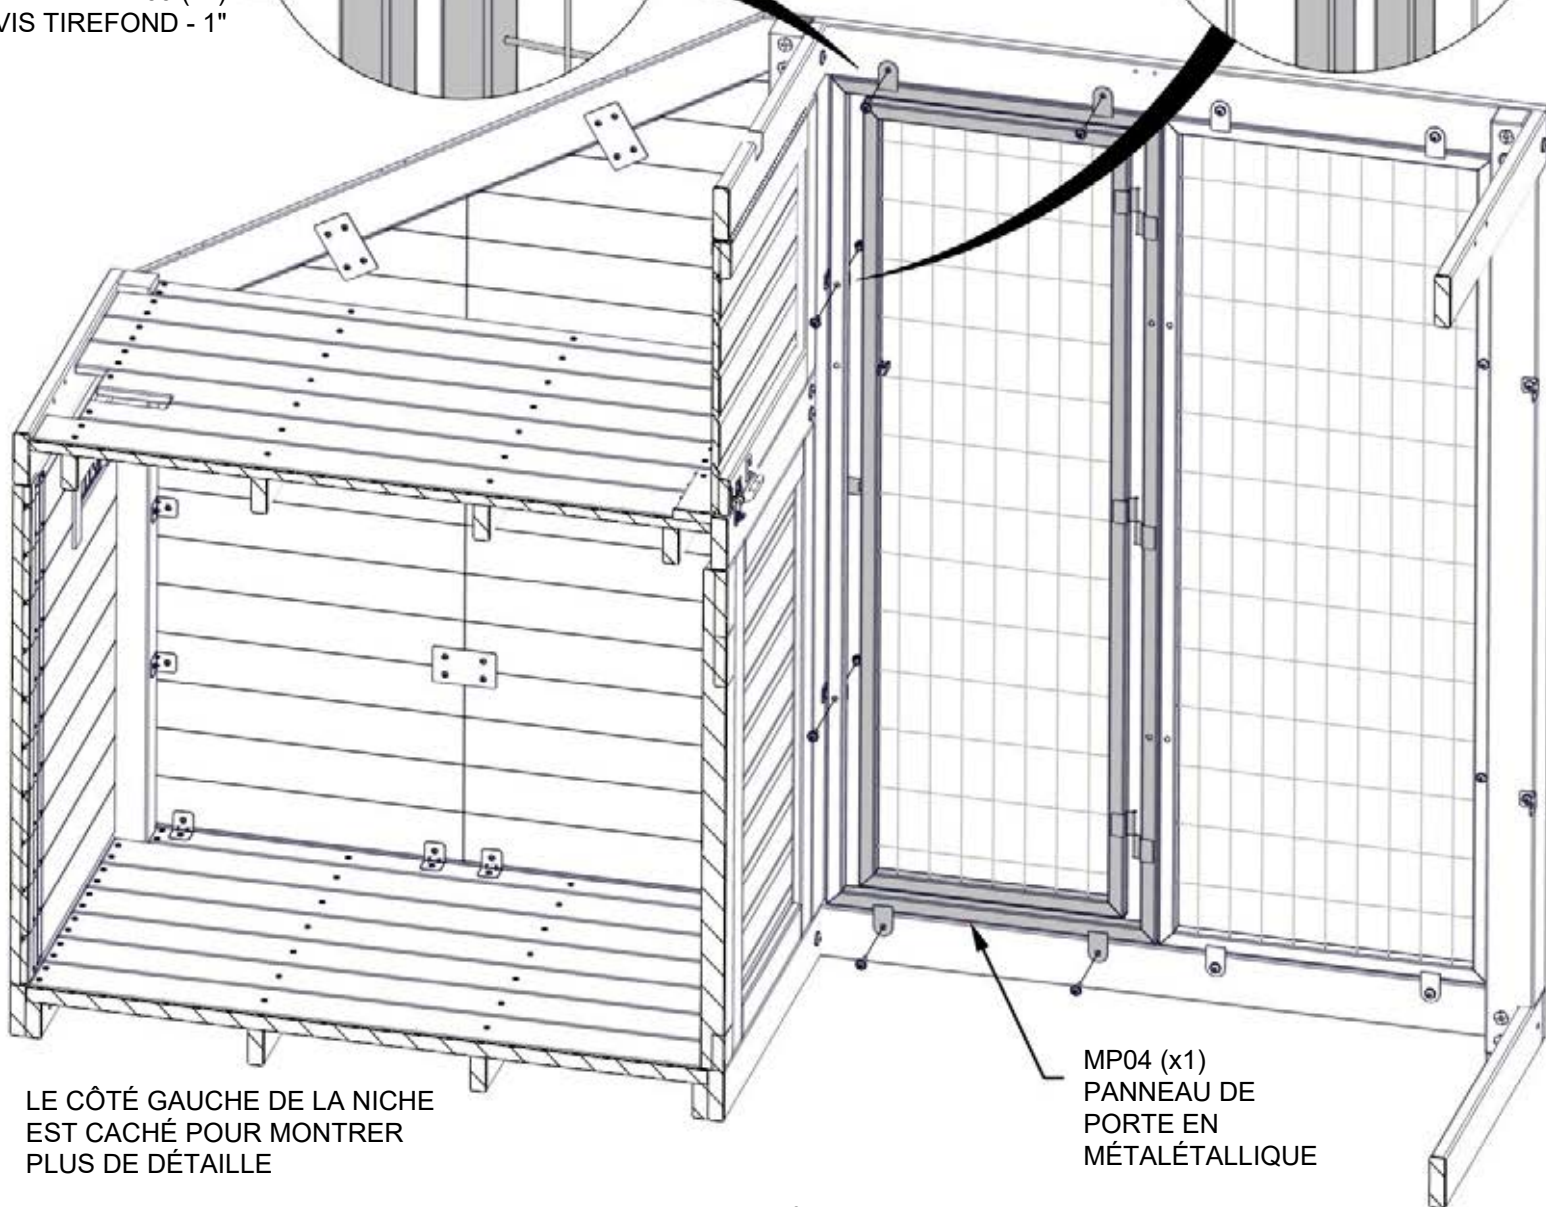 VIS TIREFOND - 1"
LE CÔTÉ GAUCHE DE LA NICHE
EST CACHÉ POUR MONTRER
PLUS DE DÉTAILLE
MP04 (x1)
PANNEAU DE
PORTE EN
MÉTALÉTALLIQUE